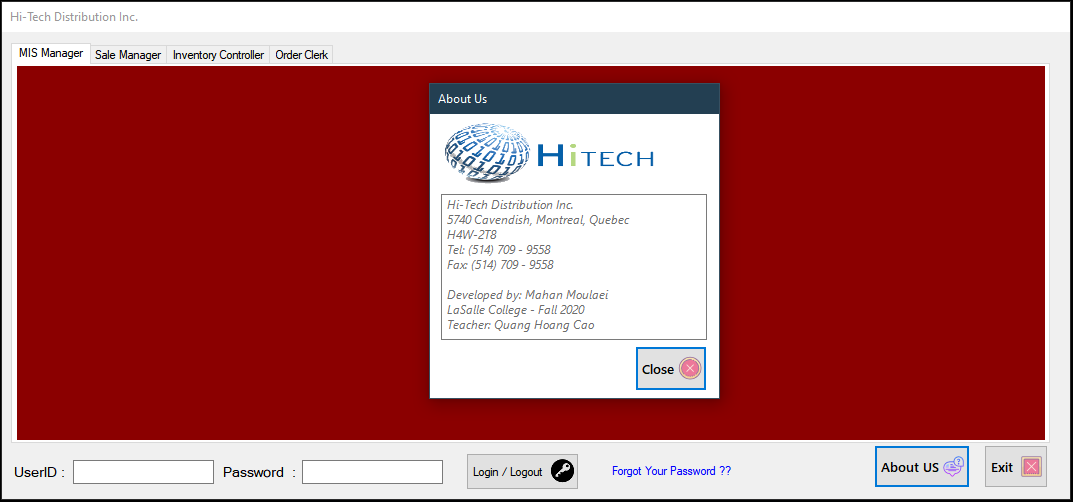 Hi-Tech Distribution Inc.
MIS Manager
Sale Manager
Inventory Controller
Order Clerk
About Us
HiTECH
Hi-Tech Distribution Inc.
5740 Cavendish, Montreal, Quebec
H4W-2T8
Tel: (514) 709 - 9558
Fax: (514) 709 - 9558
Developed by: Mahan Moulaei
LaSalle College - Fall 2020
Teacher: Quang Hoang Cao
Close
UserID :
Password :
Login / Logout
Forgot Your Password ??
About US
Exit